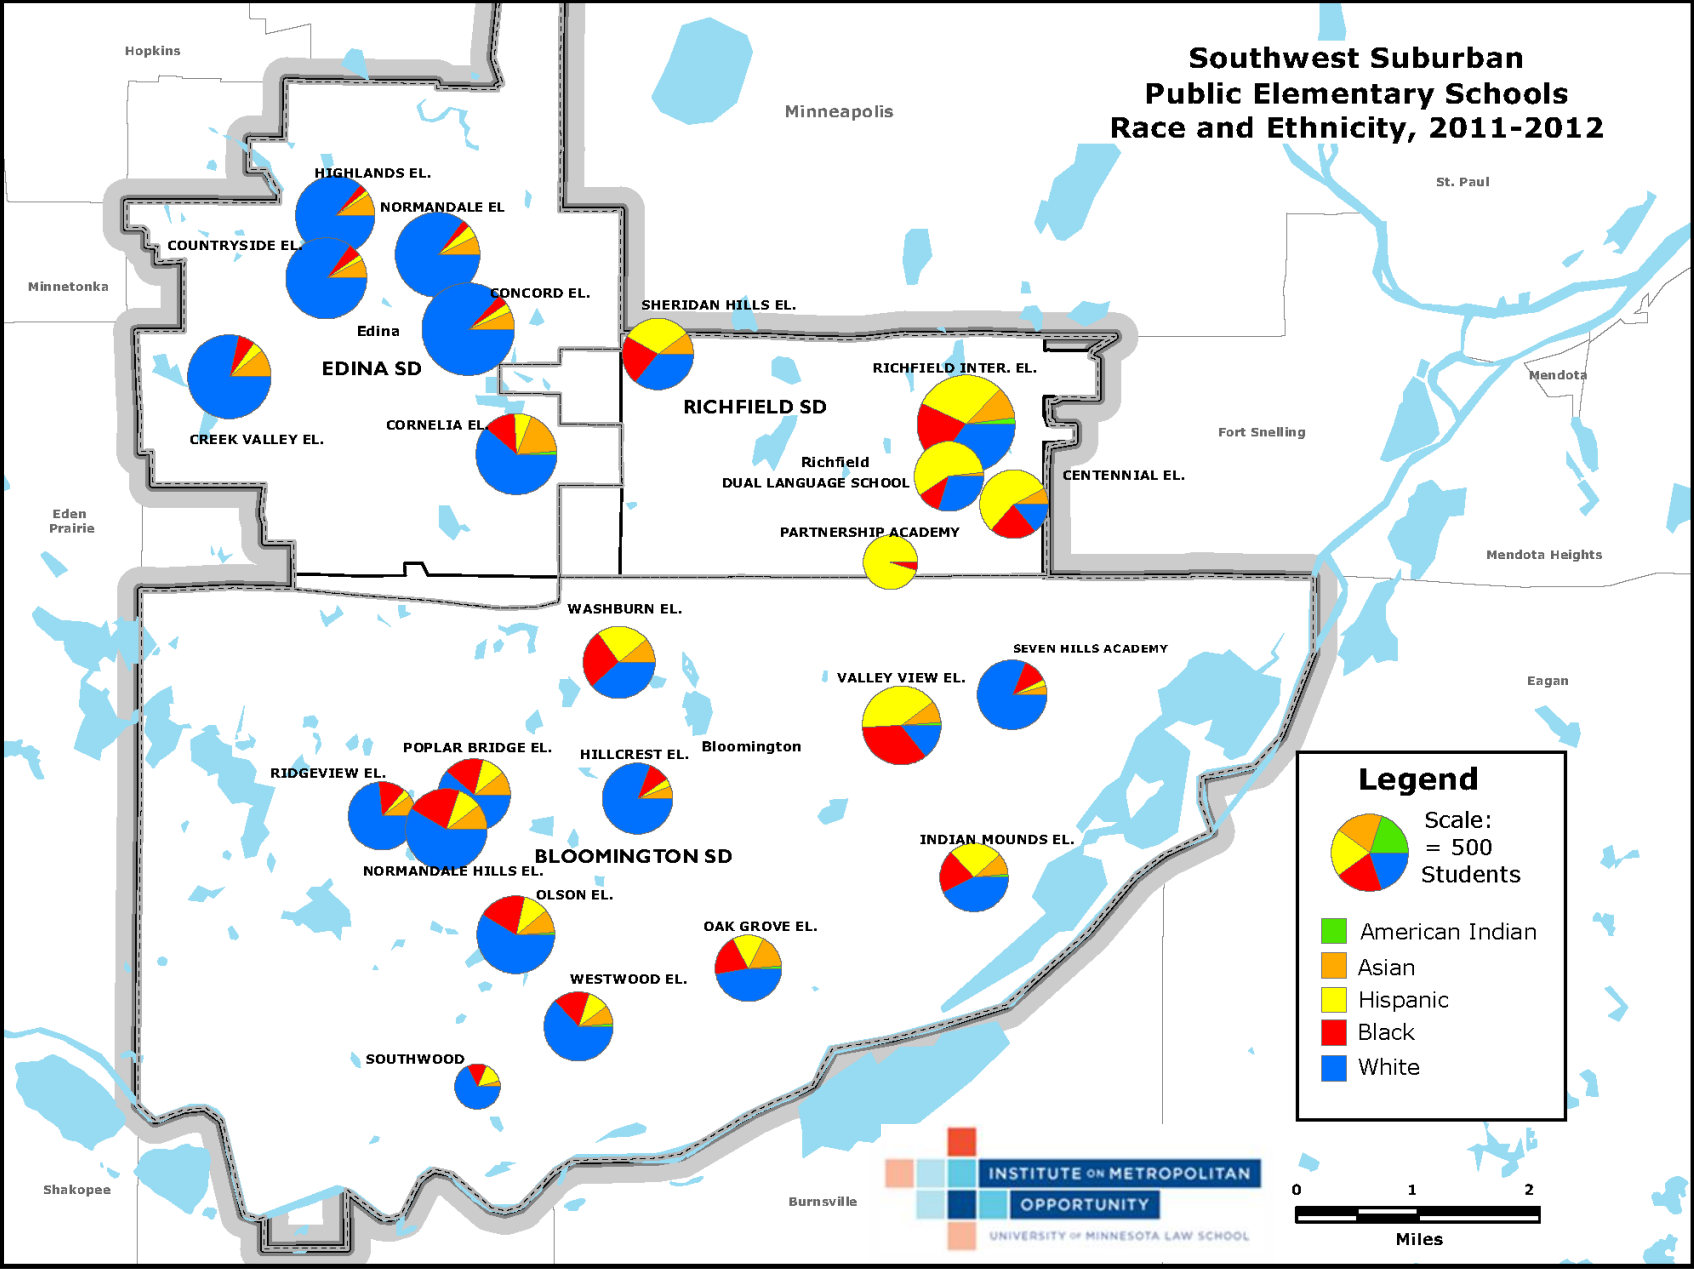 Southwest Suburban
Public Elementary Schools
Race and Ethnicity, 2011-2012
Hopkins
Minneapolis
St. Paul
HIGHLANDS EL.
NORMANDALE EL
COUNTRYSIDE EL.
Minnetonka
CONCORD EL.
SHERIDAN HILLS EL.
Edina
EDINA SD
RICHFIELD INTER. EL.
Mendota
RICHFIELD SD
CORNELIA EL.
CREEK VALLEY EL.
Fort Snelling
Richfield
DUAL LANGUAGE SCHOOL
CENTENNIAL EL.
Eden
Prairie
PARTNERSHIP ACADEMY
Mendota Heights
WASHBURN EL.
SEVEN HILLS ACADEMY
VALLEY VIEW EL.
Eagan
POPLAR BRIDGE EL.
HILLCREST EL.
Bloomington
RIDGEVIEW EL.
BLOOMINGTON SD
NORMANDALE HILLS EL.
INDIAN MOUNDS EL.
OLSON EL.
OAK GROVE EL.
WESTWOOD EL.
SOUTHWOOD
Shakopee
Burnsville
Legend
Scale:
= 500
Students
American Indian
Asian
Hispanic
Black
White
INSTITUTE ON METROPOLITAN
OPPORTUNITY
UNIVERSITY OF MINNESOTA LAW SCHOOL
0 1 2
Miles